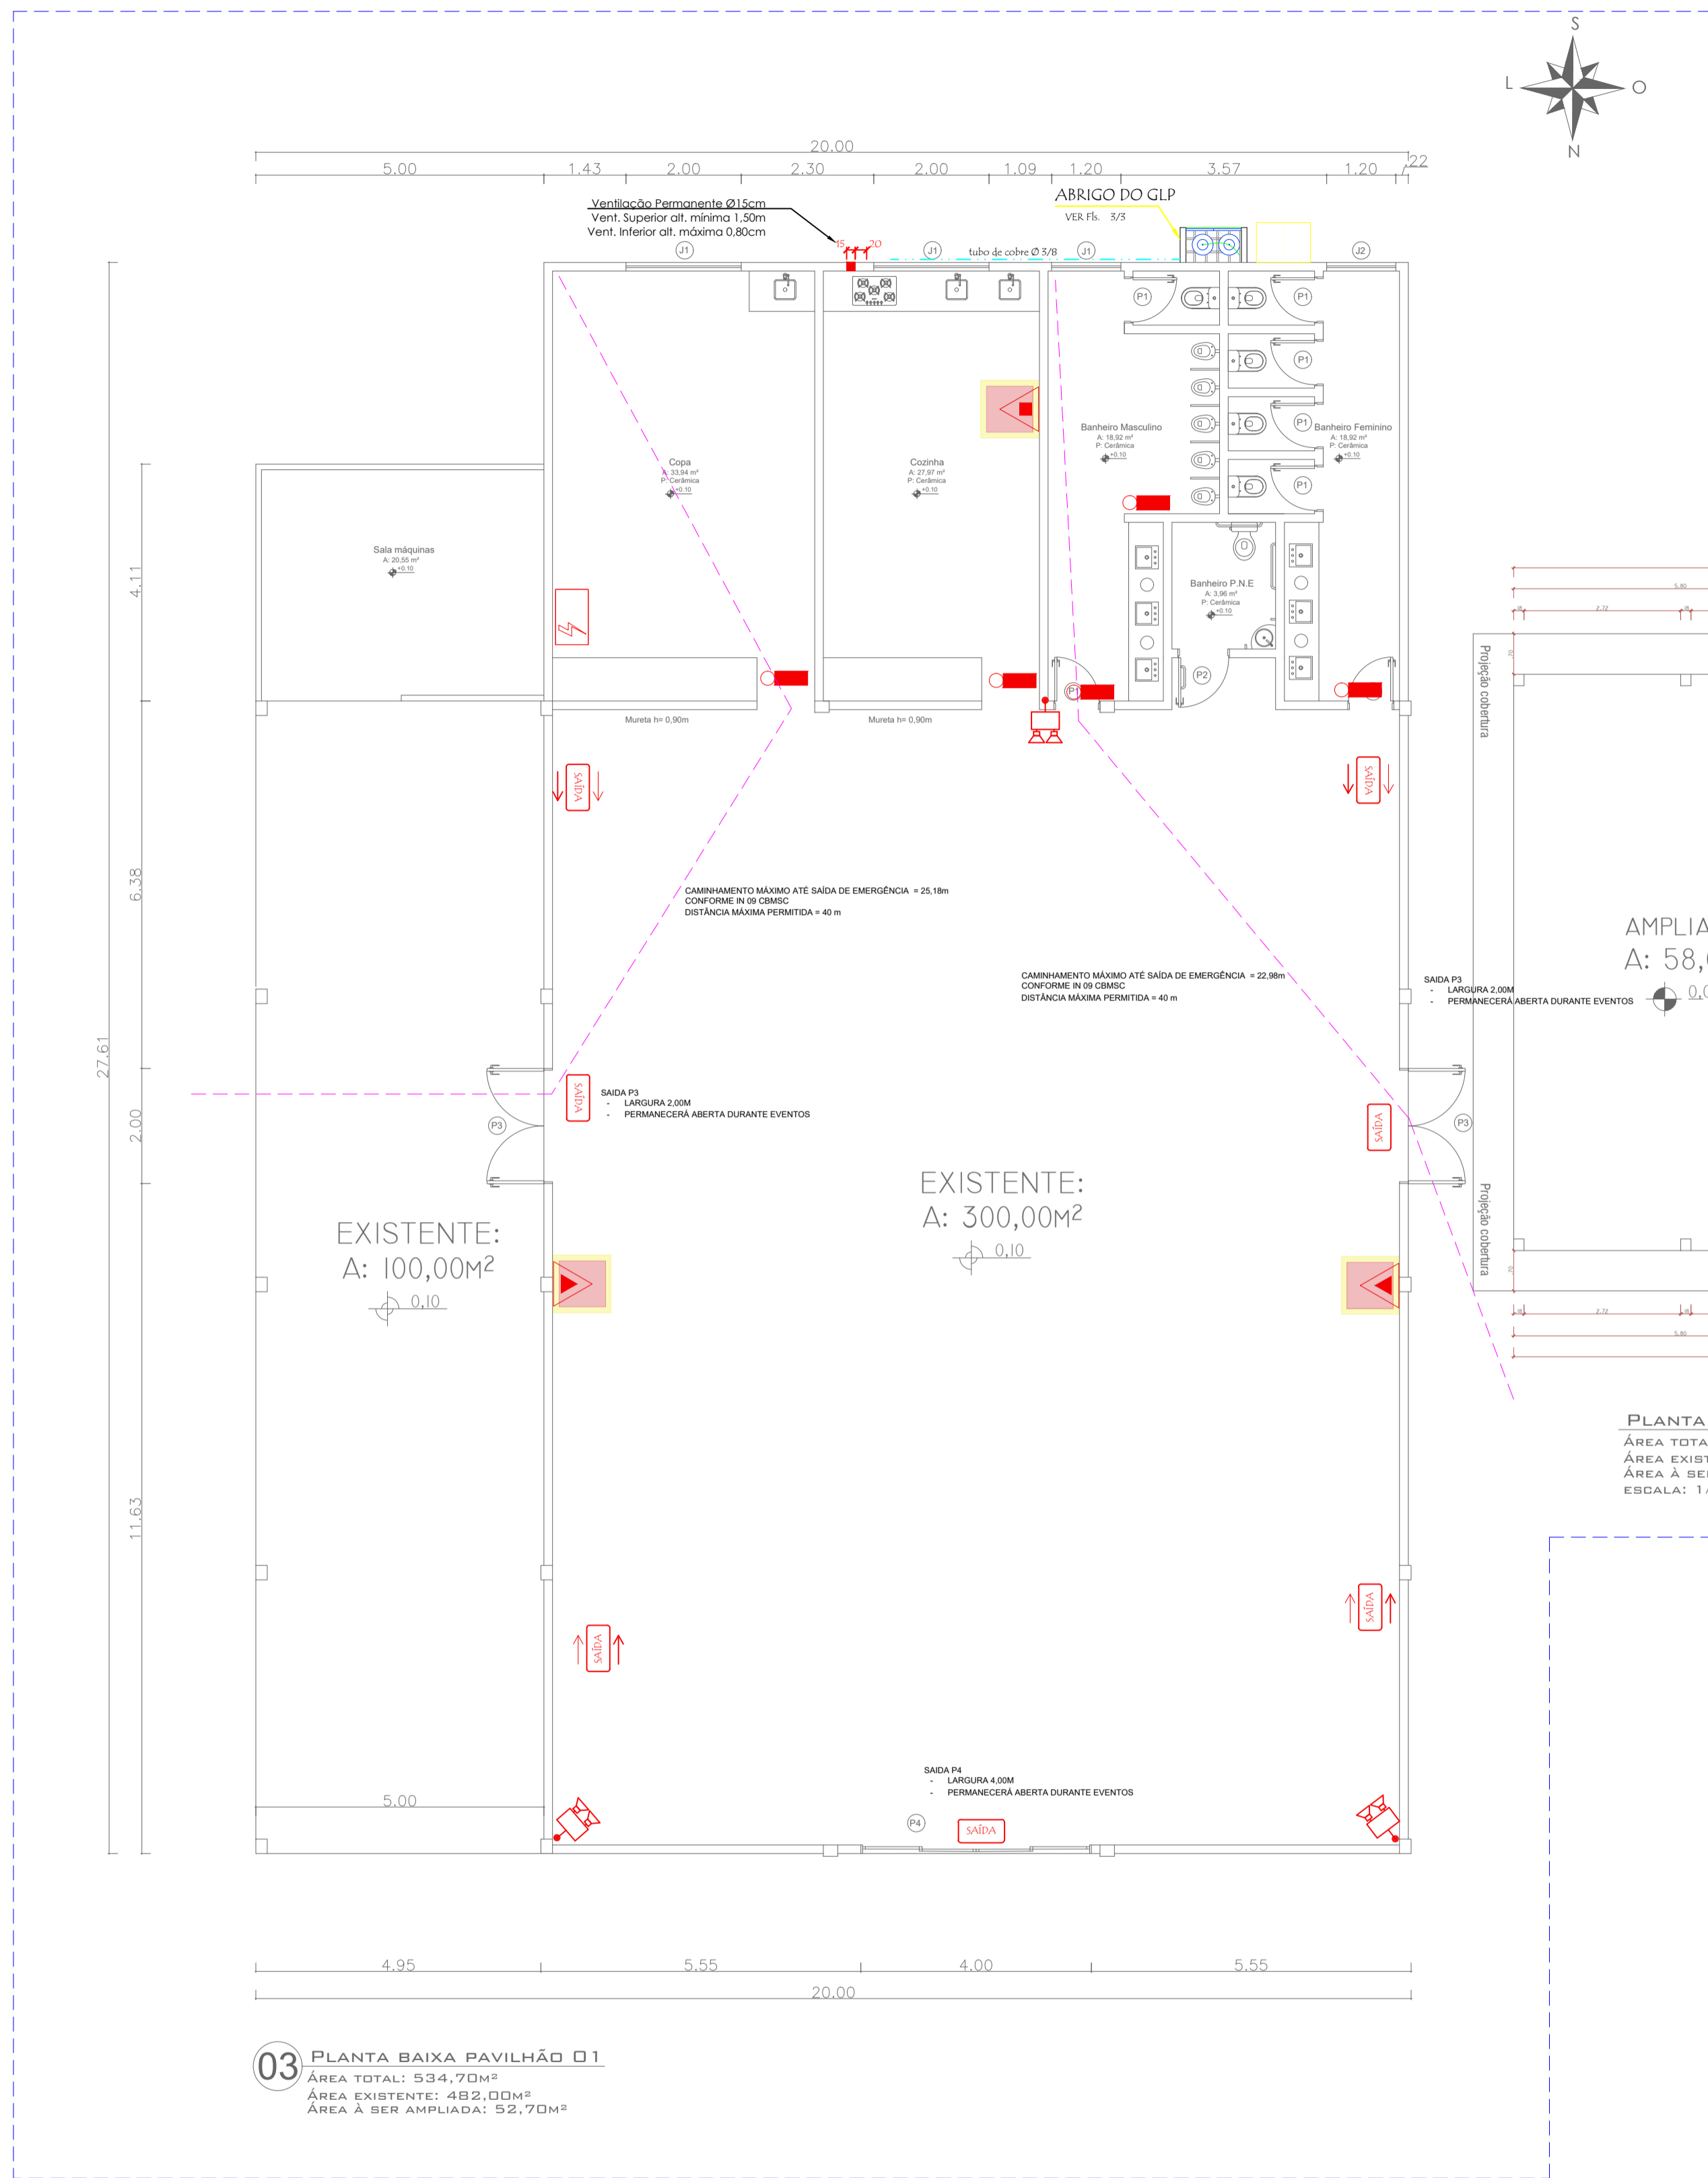 S
L
O
N
20.00
5.00
1.43
2.00
2.30
2.00
1.09
1.20
3.57
1.20
.22
Ventilação Permanente Ø15cm
Vent. Superior alt. mínima 1,50m
Vent. Inferior alt. máxima 0,80cm
ABRIGO DO GLP
VER Fls. 3/3
15
20
J1
J1
tubo de cobre Ø 3/8
J1
J2
P1
P1
P1
P1
P1
Banheiro Masculino
A: 18,92 m²
P: Cerâmica
+0.10
Banheiro Feminino
A: 18,92 m²
P: Cerâmica
+0.10
Copa
A: 33,94 m²
P: Cerâmica
+0.10
Cozinha
A: 27,97 m²
P: Cerâmica
+0.10
Sala máquinas
A: 20,55 m²
+0.10
Banheiro P.N.E
A: 3,96 m²
P: Cerâmica
+0.10
P2
Mureta h= 0,90m
Mureta h= 0,90m
4.11
6.38
27.61
2.00
11.63
5.80
2.72
.70
Projeção cobertura
SAÍDA
SAÍDA
CAMINHAMENTO MÁXIMO ATÉ SAÍDA DE EMERGÊNCIA = 25,18m
CONFORME IN 09 CBMSC
DISTÂNCIA MÁXIMA PERMITIDA = 40 m
CAMINHAMENTO MÁXIMO ATÉ SAÍDA DE EMERGÊNCIA = 22,98m
CONFORME IN 09 CBMSC
DISTÂNCIA MÁXIMA PERMITIDA = 40 m
AMPLIA
A: 58,
SAIDA P3
- LARGURA 2,00M
- PERMANECERÁ ABERTA DURANTE EVENTOS
0,0
SAÍDA
SAIDA P3
- LARGURA 2,00M
- PERMANECERÁ ABERTA DURANTE EVENTOS
P3
SAÍDA
P3
EXISTENTE:
A: 300,00M²
0,10
EXISTENTE:
A: 100,00M²
0,10
Projeção cobertura
.70
2.72
5.80
PLANTA
ÁREA TOTA
ÁREA EXIST
ÁREA À SE
ESCALA: 1/
SAÍDA
SAÍDA
SAIDA P4
- LARGURA 4,00M
- PERMANECERÁ ABERTA DURANTE EVENTOS
P4
SAÍDA
5.00
4.95
5.55
4.00
5.55
20.00
03
PLANTA BAIXA PAVILHÃO 01
ÁREA TOTAL: 534,70M²
ÁREA EXISTENTE: 482,00M²
ÁREA À SER AMPLIADA: 52,70M²